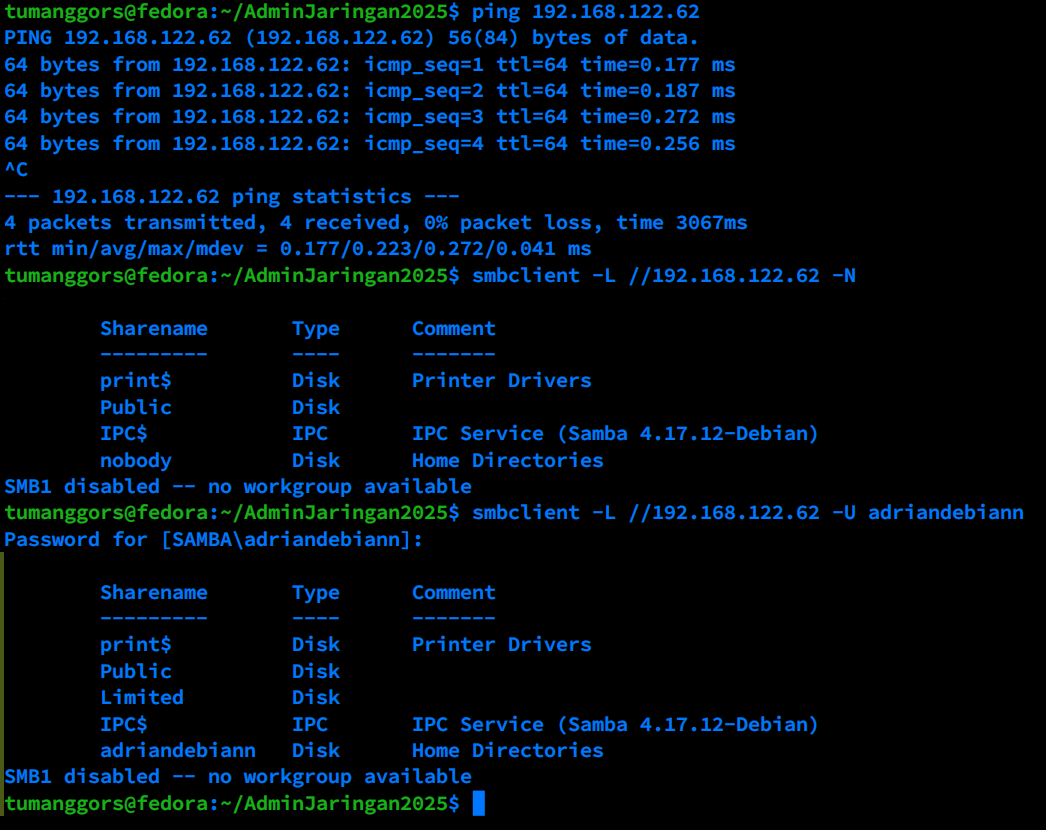 tumanggors@fedora:~/AdminJaringan2025$ ping 192.168.122.62
PING 192.168.122.62 (192.168.122.62) 56(84) bytes of data.
64 bytes from 192.168.122.62: icmp_seq=1 ttl=64 time=0.177 ms
64 bytes from 192.168.122.62: icmp_seq=2 ttl=64 time=0.187 ms
64 bytes from 192.168.122.62: icmp_seq=3 ttl=64 time=0.272 ms
64 bytes from 192.168.122.62: icmp_seq=4 ttl=64 time=0.256 ms
^C
--- 192.168.122.62 ping statistics ---
4 packets transmitted, 4 received, 0% packet loss, time 3067ms
rtt min/avg/max/mdev = 0.177/0.223/0.272/0.041 ms
tumanggors@fedora:~/AdminJaringan2025$ smbclient -L //192.168.122.62 -N

        Sharename       Type      Comment
        ---------       ----      -------
        print$          Disk      Printer Drivers
        Public          Disk
        IPC$            IPC       IPC Service (Samba 4.17.12-Debian)
        nobody          Disk      Home Directories
SMB1 disabled -- no workgroup available
tumanggors@fedora:~/AdminJaringan2025$ smbclient -L //192.168.122.62 -U adriandebiann
Password for [SAMBA\adriandebiann]:

        Sharename       Type      Comment
        ---------       ----      -------
        print$          Disk      Printer Drivers
        Public          Disk
        Limited         Disk
        IPC$            IPC       IPC Service (Samba 4.17.12-Debian)
        adriandebiann   Disk      Home Directories
SMB1 disabled -- no workgroup available
tumanggors@fedora:~/AdminJaringan2025$